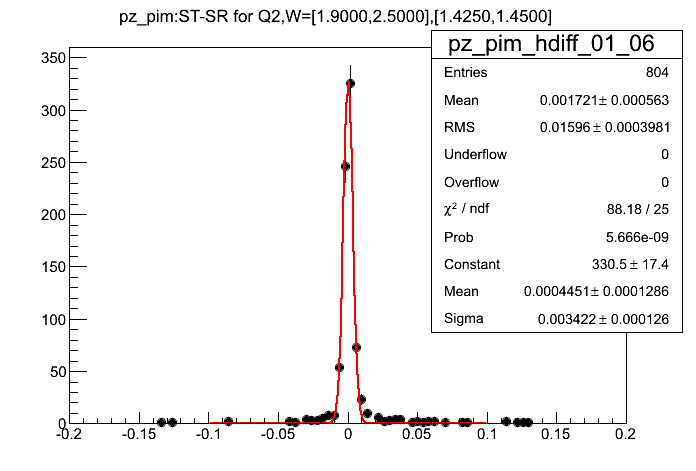 pz_pim:ST-SR for Q2,W=[1.9000,2.5000],[1.4250,1.4500]
pz_pim_hdiff_01_06
Entries 804
Mean 0.001721± 0.000563
RMS 0.01596 ± 0.0003981
Underflow 0
Overflow 0
χ² / ndf 88.18 / 25
Prob 5.666e-09
Constant 330.5 ± 17.4
Mean 0.0004451± 0.0001286
Sigma 0.003422 ± 0.000126
350
300
250
200
150
100
50
0
-0.2 -0.15 -0.1 -0.05 0 0.05 0.1 0.15 0.2